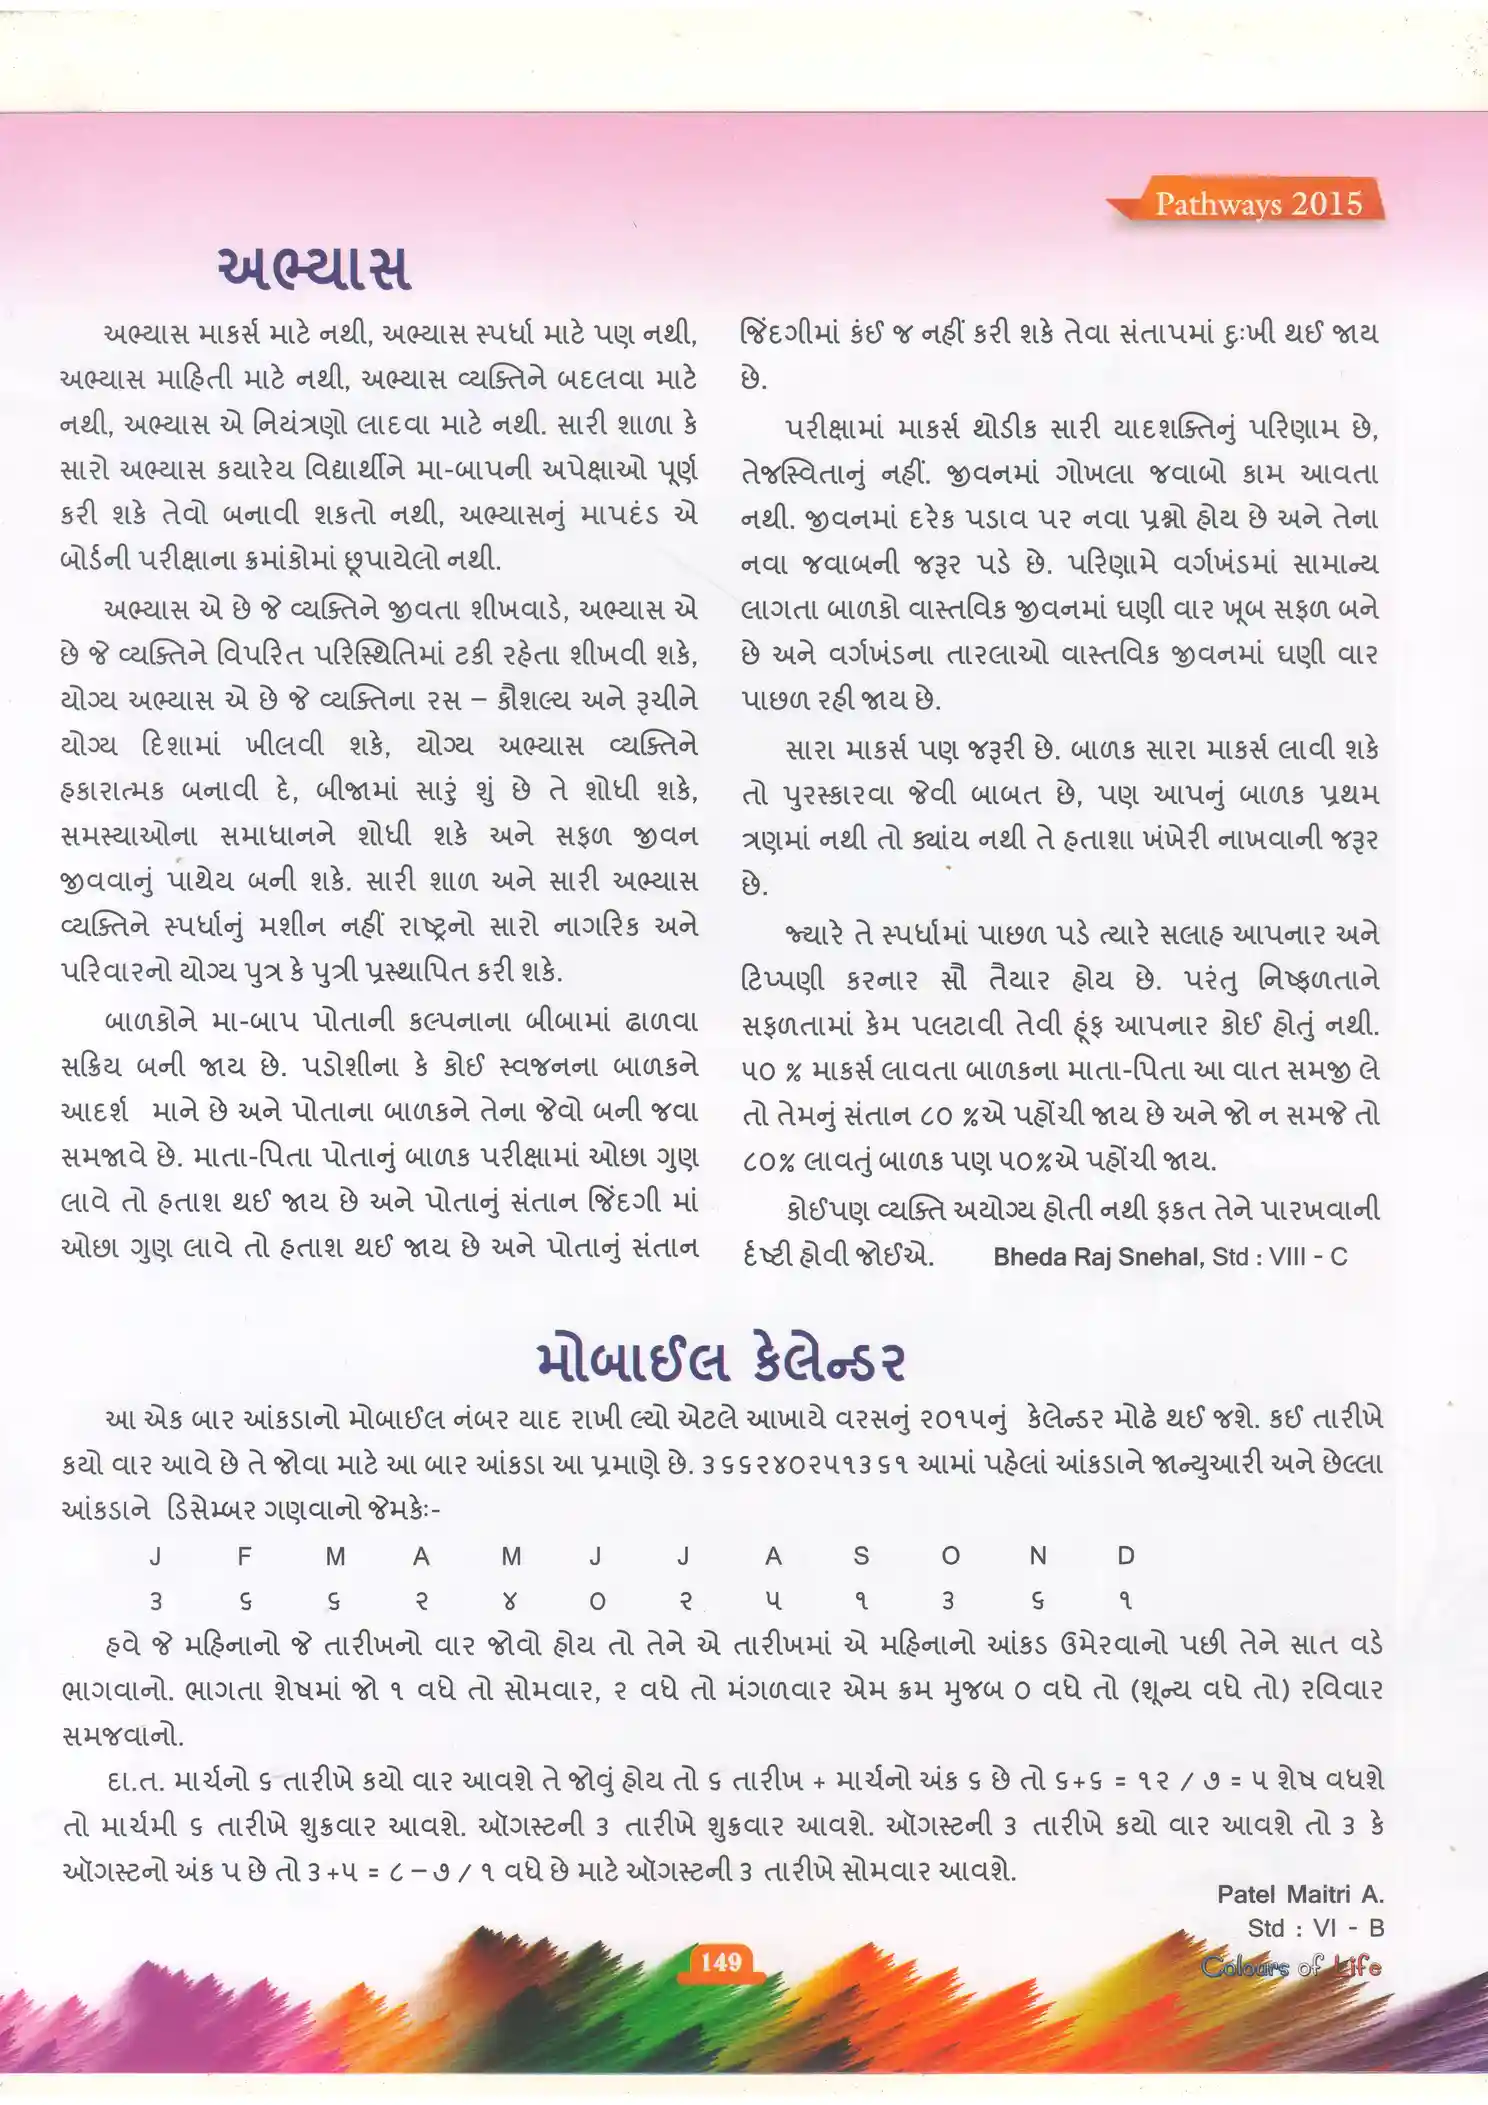 Pathways 2015
અભ્યાસ
અભ્યાસ માકર્સ માટે નથી, અભ્યાસ સ્પર્ધા માટે પણ નથી,
અભ્યાસ માહિતી માટે નથી, અભ્યાસ વ્યક્તિને બદલવા માટે
નથી, અભ્યાસ એ નિયંત્રણો લાદવા માટે નથી. સારી શાળા કે
સારો અભ્યાસ કયારેય વિદ્યાર્થીને મા-બાપની અપેક્ષાઓ પૂર્ણ
કરી શકે તેવો બનાવી શકતો નથી, અભ્યાસનું માપદંડ એ
બોર્ડની પરીક્ષાના ક્રમાંકોમાં છૂપાયેલો નથી.
અભ્યાસ એ છે જે વ્યક્તિને જીવતા શીખવાડે, અભ્યાસ એ
છે જે વ્યક્તિને વિપરિત પરિસ્થિતિમાં ટકી રહેતા શીખવી શકે,
યોગ્ય અભ્યાસ એ છે જે વ્યક્તિના રસ – કૌશલ્ય અને રૂચીને
યોગ્ય દિશામાં ખીલવી શકે, યોગ્ય અભ્યાસ વ્યક્તિને
હકારાત્મક બનાવી દે, બીજામાં સારું શું છે તે શોધી શકે,
સમસ્યાઓના સમાધાનને શોધી શકે અને સફળ જીવન
જીવવાનું પાથેય બની શકે. સારી શાળ અને સારી અભ્યાસ
વ્યક્તિને સ્પર્ધાનું મશીન નહીં રાષ્ટ્રનો સારો નાગરિક અને
પરિવારનો યોગ્ય પુત્ર કે પુત્રી પ્રસ્થાપિત કરી શકે.
બાળકોને મા-બાપ પોતાની કલ્પનાના બીબામાં ઢાળવા
સક્રિય બની જાય છે. પડોશીના કે કોઈ સ્વજનના બાળકને
આદર્શ માને છે અને પોતાના બાળકને તેના જેવો બની જવા
સમજાવે છે. માતા-પિતા પોતાનું બાળક પરીક્ષામાં ઓછા ગુણ
લાવે તો હતાશ થઈ જાય છે અને પોતાનું સંતાન જિંદગી માં
ઓછા ગુણ લાવે તો હતાશ થઈ જાય છે અને પોતાનું સંતાન
જિંદગીમાં કંઈ જ નહીં કરી શકે તેવા સંતાપમાં દુઃખી થઈ જાય
છે.
પરીક્ષામાં માકર્સ થોડીક સારી યાદશક્તિનું પરિણામ છે,
તેજસ્વિતાનું નહીં. જીવનમાં ગોખલા જવાબો કામ આવતા
નથી. જીવનમાં દરેક પડાવ પર નવા પ્રશ્નો હોય છે અને તેના
નવા જવાબની જરૂર પડે છે. પરિણામે વર્ગખંડમાં સામાન્ય
લાગતા બાળકો વાસ્તવિક જીવનમાં ઘણી વાર ખૂબ સફળ બને
છે અને વર્ગખંડના તારલાઓ વાસ્તવિક જીવનમાં ઘણી વાર
પાછળ રહી જાય છે.
સારા માકર્સ પણ જરૂરી છે. બાળક સારા માકર્સ લાવી શકે
તો પુરસ્કારવા જેવી બાબત છે, પણ આપનું બાળક પ્રથમ
ત્રણમાં નથી તો ક્યાંય નથી તે હતાશા ખંખેરી નાખવાની જરૂર
છે.
જ્યારે તે સ્પર્ધામાં પાછળ પડે ત્યારે સલાહ આપનાર અને
ટિપ્પણી કરનાર સૌ તૈયાર હોય છે. પરંતુ નિષ્ફળતાને
સફળતામાં કેમ પલટાવી તેવી હૂંફ આપનાર કોઈ હોતું નથી.
૫૦ % માકર્સ લાવતા બાળકના માતા-પિતા આ વાત સમજી લે
તો તેમનું સંતાન ૮૦ %એ પહોંચી જાય છે અને જો ન સમજે તો
૮૦% લાવતું બાળક પણ ૫૦%એ પહોંચી જાય.
કોઈપણ વ્યક્તિ અયોગ્ય હોતી નથી ફકત તેને પારખવાની
ર્દષ્ટી હોવી જોઈએ. Bheda Raj Snehal, Std : VIII - C
મોબાઈલ કેલેન્ડર
આ એક બાર આંકડાનો મોબાઈલ નંબર યાદ રાખી લ્યો એટલે આખાયે વરસનું ૨૦૧૫નું કેલેન્ડર મોઢે થઈ જશે. કઈ તારીખે
કયો વાર આવે છે તે જોવા માટે આ બાર આંકડા આ પ્રમાણે છે. ૩૬૬૨૪૦૨૫૧૩૬૧ આમાં પહેલાં આંકડાને જાન્યુઆરી અને છેલ્લા
આંકડાને ડિસેમ્બર ગણવાનો જેમકેઃ-
J F M A M J J A S O N D
૩ ૬ ૬ ૨ ૪ ૦ ૨ ૫ ૧ ૩ ૬ ૧
હવે જે મહિનાનો જે તારીખનો વાર જોવો હોય તો તેને એ તારીખમાં એ મહિનાનો આંકડ ઉમેરવાનો પછી તેને સાત વડે
ભાગવાનો. ભાગતા શેષમાં જો ૧ વધે તો સોમવાર, ૨ વધે તો મંગળવાર એમ ક્રમ મુજબ ૦ વધે તો (શૂન્ય વધે તો) રવિવાર
સમજવાનો.
દા.ત. માર્ચનો ૬ તારીખે કયો વાર આવશે તે જોવું હોય તો ૬ તારીખ + માર્ચનો અંક ૬ છે તો ૬+૬ = ૧૨ / ૭ = ૫ શેષ વધશે
તો માર્ચમી ૬ તારીખે શુક્રવાર આવશે. ઑગસ્ટની ૩ તારીખે શુક્રવાર આવશે. ઑગસ્ટની ૩ તારીખે કયો વાર આવશે તો ૩ કે
ઑગસ્ટનો અંક ૫ છે તો ૩+૫ = ૮ – ૭ / ૧ વધે છે માટે ઑગસ્ટની ૩ તારીખે સોમવાર આવશે.
Patel Maitri A.
Std : VI - B
149
Colours of Life